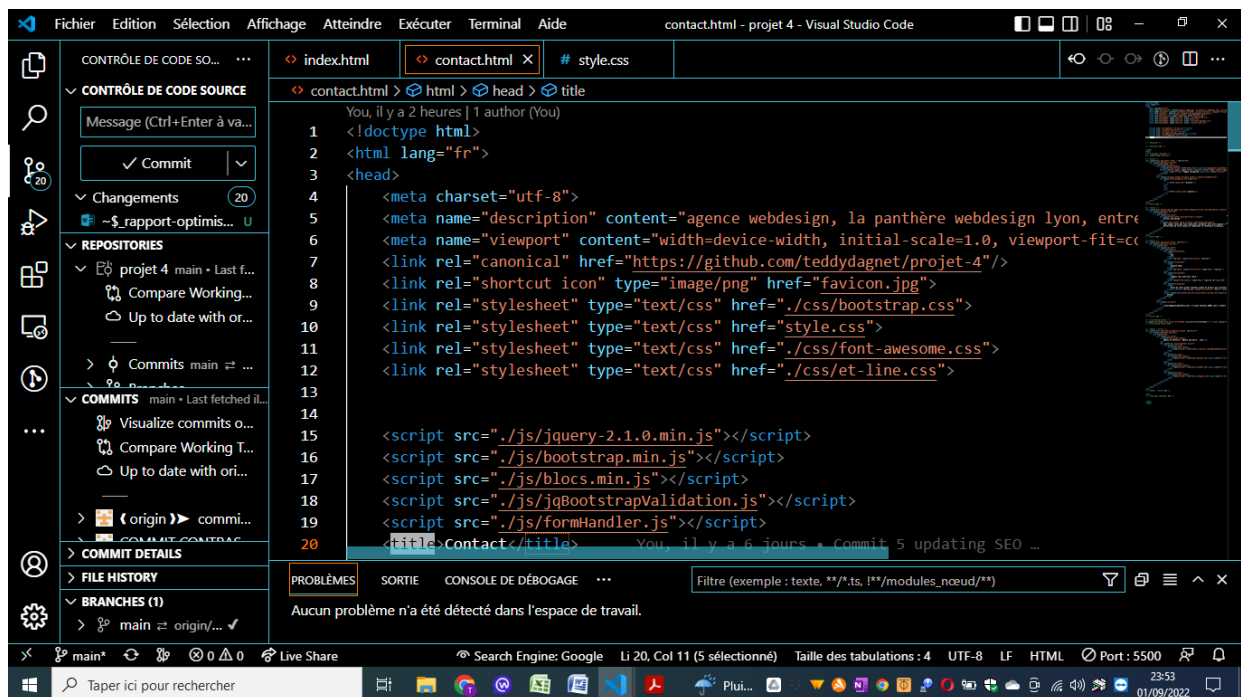 Fichier Edition Sélection Affichage Atteindre Exécuter Terminal Aide contact.html - projet 4 - Visual Studio Code
CONTRÔLE DE CODE SO... ···
index.html contact.html # style.css
CONTRÔLE DE CODE SOURCE
contact.html > html > head > title
Message (Ctrl+Enter à va...
Commit
Changements 20
~$_rapport-optimis... U
REPOSITORIES
projet 4 main • Last f...
Compare Working...
Up to date with or...
Commits main ⇄ ...
COMMITS main • Last fetched il...
Visualize commits o...
Compare Working T...
Up to date with ori...
origin commi...
COMMIT DETAILS
FILE HISTORY
BRANCHES (1)
main ⇄ origin/... ✓
20
You, il y a 2 heures | 1 author (You)
1 <!doctype html>
2 <html lang="fr">
3 <head>
4 <meta charset="utf-8">
5 <meta name="description" content="agence webdesign, la panthère webdesign lyon, entre
6 <meta name="viewport" content="width=device-width, initial-scale=1.0, viewport-fit=co
7 <link rel="canonical" href="https://github.com/teddydagnet/projet-4"/>
8 <link rel="shortcut icon" type="image/png" href="favicon.jpg">
9 <link rel="stylesheet" type="text/css" href="./css/bootstrap.css">
10 <link rel="stylesheet" type="text/css" href="style.css">
11 <link rel="stylesheet" type="text/css" href="./css/font-awesome.css">
12 <link rel="stylesheet" type="text/css" href="./css/et-line.css">
13
14
15 <script src="./js/jquery-2.1.0.min.js"></script>
16 <script src="./js/bootstrap.min.js"></script>
17 <script src="./js/blocs.min.js"></script>
18 <script src="./js/jqBootstrapValidation.js"></script>
19 <script src="./js/formHandler.js"></script>
20 <title>Contact</title> You, il y a 6 jours • Commit 5 updating SEO …
PROBLÈMES SORTIE CONSOLE DE DÉBOGAGE ··· Filtre (exemple : texte, **/*.ts, !**/modules_nœud/**)
Aucun problème n'a été détecté dans l'espace de travail.
main* 0 0 Live Share Search Engine: Google Li 20, Col 11 (5 sélectionné) Taille des tabulations : 4 UTF-8 LF HTML Port : 5500
Taper ici pour rechercher Plui... 23:53
01/09/2022